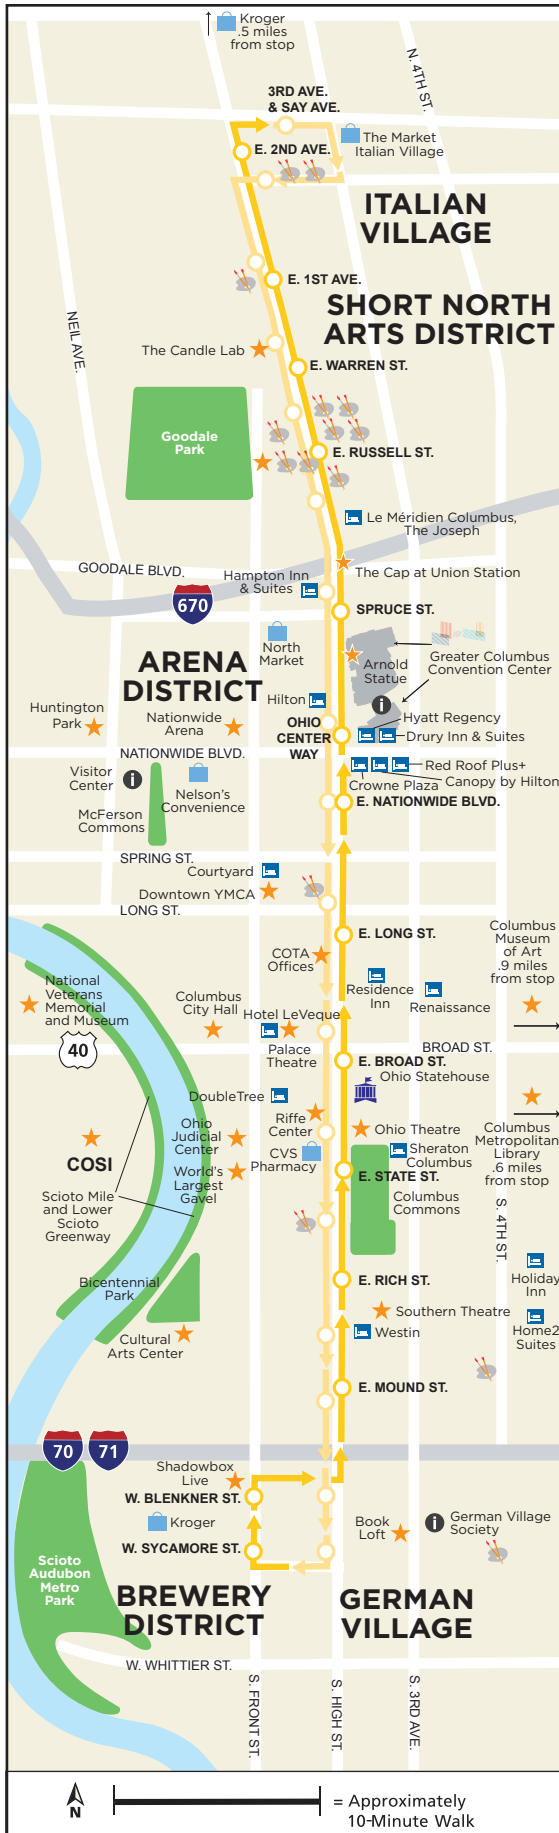 Kroger
.5 miles
from stop
N. 4TH ST.
3RD AVE.
& SAY AVE.
The Market
Italian Village
E. 2ND AVE.
ITALIAN
VILLAGE
E. 1ST AVE.
SHORT NORTH
ARTS DISTRICT
NEIL AVE.
The Candle Lab
E. WARREN ST.
Goodale
Park
E. RUSSELL ST.
Le Méridien Columbus,
The Joseph
GOODALE BLVD.
The Cap at Union Station
Hampton Inn
& Suites
670
SPRUCE ST.
North
Market
ARENA
DISTRICT
Arnold
Statue
Greater Columbus
Convention Center
Hilton
Huntington
Park
Nationwide
Arena
OHIO
CENTER
WAY
Hyatt Regency
Drury Inn & Suites
NATIONWIDE BLVD.
Red Roof Plus+
Canopy by Hilton
Crowne Plaza
Visitor
Center
Nelson's
Convenience
E. NATIONWIDE BLVD.
McFerson
Commons
SPRING ST.
Courtyard
Downtown YMCA
LONG ST.
E. LONG ST.
Columbus
Museum
of Art
.9 miles
from stop
COTA
Offices
Residence
Inn
Renaissance
National
Veterans
Memorial
and Museum
Columbus
City Hall
Hotel LeVeque
Palace
Theatre
40
BROAD ST.
E. BROAD ST.
Ohio Statehouse
DoubleTree
Riffe
Center
Ohio Theatre
Columbus
Metropolitan
Library
.6 miles
from stop
Ohio
Judicial
Center
CVS
Pharmacy
Sheraton
Columbus
COSI
World's
Largest
Gavel
E. STATE ST.
Scioto Mile
and Lower
Scioto
Greenway
Columbus
Commons
S. 4TH ST.
Bicentennial
Park
E. RICH ST.
Holiday
Inn
Southern Theatre
Cultural
Arts Center
Westin
Home2
Suites
E. MOUND ST.
70
71
Shadowbox
Live
W. BLENKNER ST.
Kroger
Book
Loft
German Village
Society
W. SYCAMORE ST.
Scioto
Audubon
Metro
Park
BREWERY
DISTRICT
GERMAN
VILLAGE
W. WHITTIER ST.
S. FRONT ST.
S. HIGH ST.
S. 3RD AVE.
N
= Approximately
10-Minute Walk